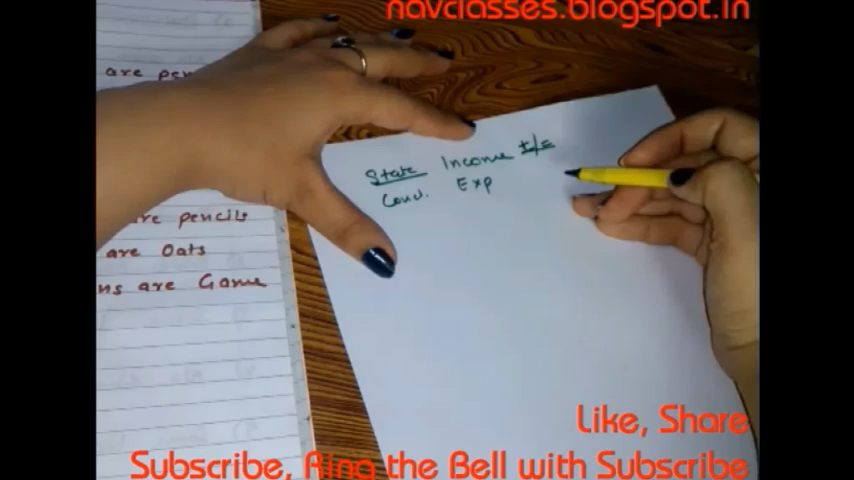 navclasses.blogspot.in
are pen
State Income +/=
Conc. Exp
are pencils
are Oats
ns are Game
Like, Share
Subscribe, Ring the Bell with Subscribe